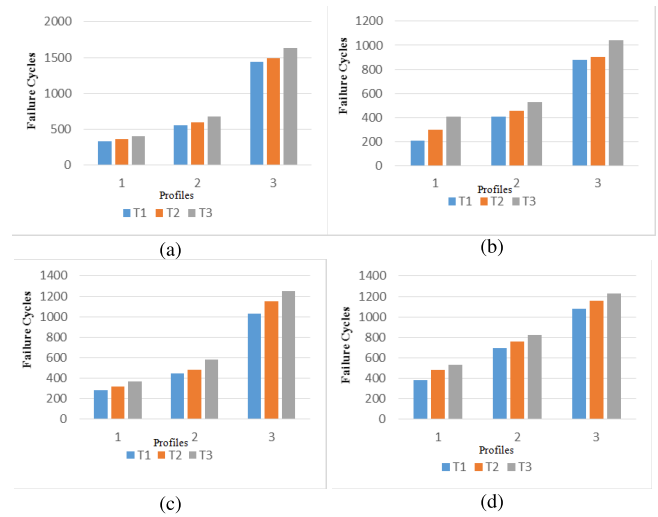 2000
1500
1000
500
0
Failure Cycles
1 2 3
Profiles
T1 T2 T3
(a)
1200
1000
800
600
400
200
0
Failure Cycles
1 2 3
Profiles
T1 T2 T3
(b)
1400
1200
1000
800
600
400
200
0
Failure Cycles
1 2 3
Profiles
T1 T2 T3
(c)
1400
1200
1000
800
600
400
200
0
Failure Cycles
1 2 3
Profiles
T1 T2 T3
(d)